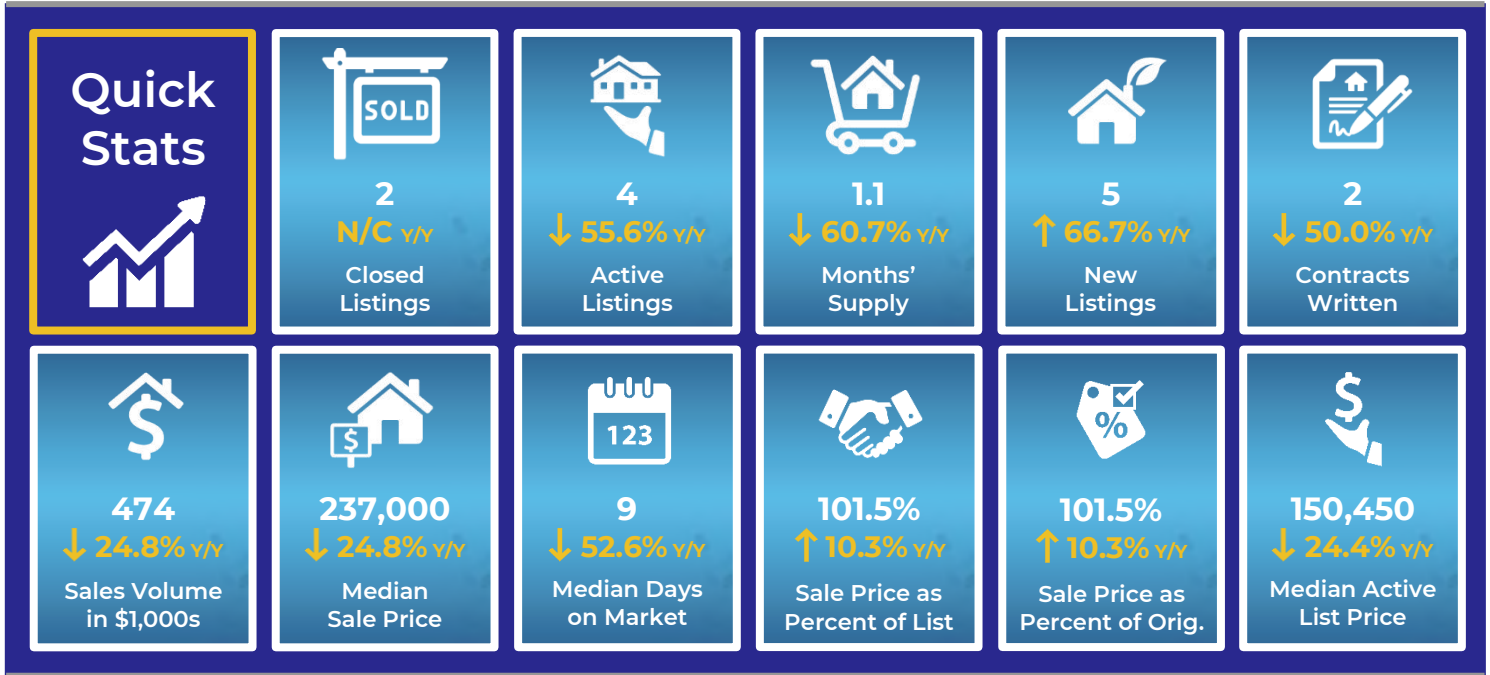 Quick
Stats
SOLD
2
N/C Y/Y
Closed
Listings
4
↓ 55.6% Y/Y
Active
Listings
1.1
↓ 60.7% Y/Y
Months'
Supply
5
↑ 66.7% Y/Y
New
Listings
2
↓ 50.0% Y/Y
Contracts
Written
$
474
↓ 24.8% Y/Y
Sales Volume
in $1,000s
$
237,000
↓ 24.8% Y/Y
Median
Sale Price
123
9
↓ 52.6% Y/Y
Median Days
on Market
101.5%
↑ 10.3% Y/Y
Sale Price as
Percent of List
%
101.5%
↑ 10.3% Y/Y
Sale Price as
Percent of Orig.
$
150,450
↓ 24.4% Y/Y
Median Active
List Price